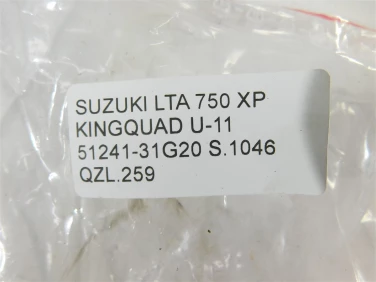 SUZUKI LTA 750 XP
KINGQUAD U-11
51241-31G20 S.1046
QZL.259